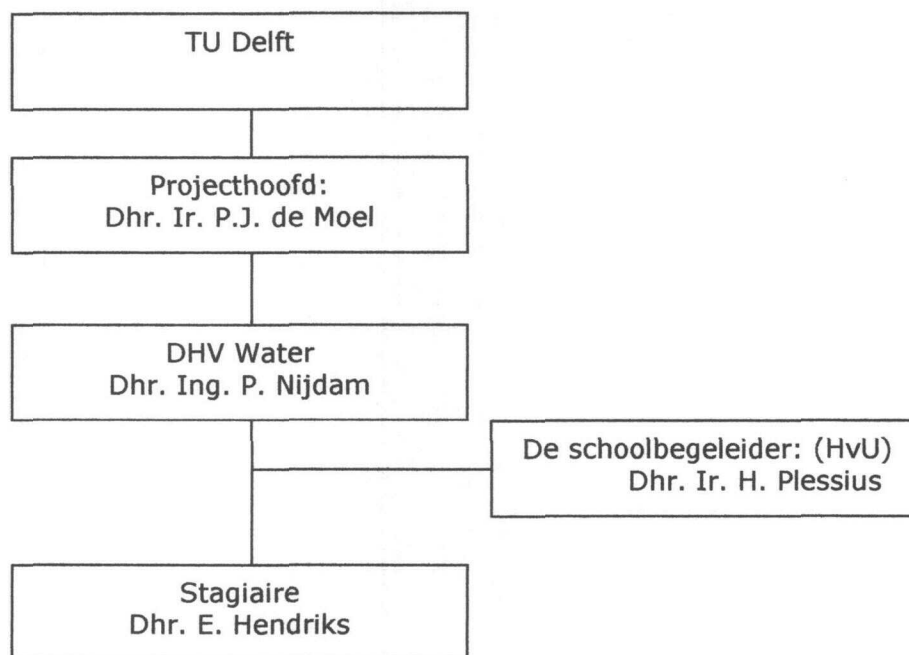 TU Delft
Projecthoofd:
Dhr. Ir. P.J. de Moel
DHV Water
Dhr. Ing. P. Nijdam
De schoolbegeleider: (HvU)
Dhr. Ir. H. Plessius
Stagiaire
Dhr. E. Hendriks